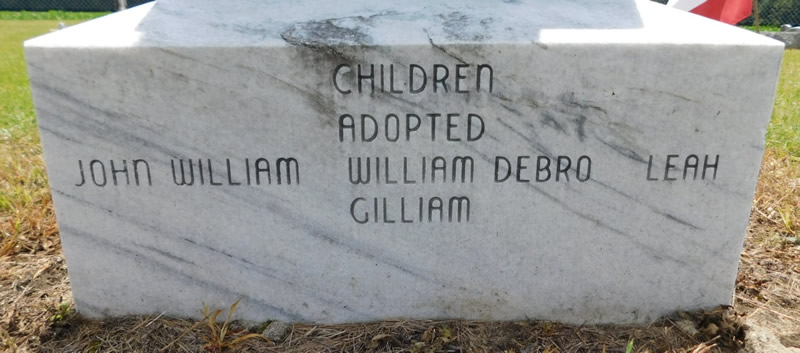 CHILDREN
ADOPTED
JOHN WILLIAM WILLIAM DEBRO LEAH
GILLIAM